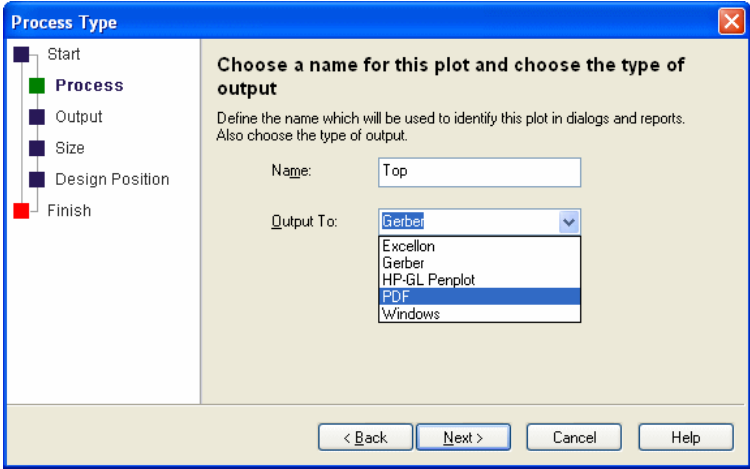 Process Type
Start
Process
Output
Size
Design Position
Finish
Choose a name for this plot and choose the type of
output
Define the name which will be used to identify this plot in dialogs and reports.
Also choose the type of output.
Name: Top
Output To: Gerber
Excellon
Gerber
HP-GL Penplot
PDF
Windows
< Back Next > Cancel Help